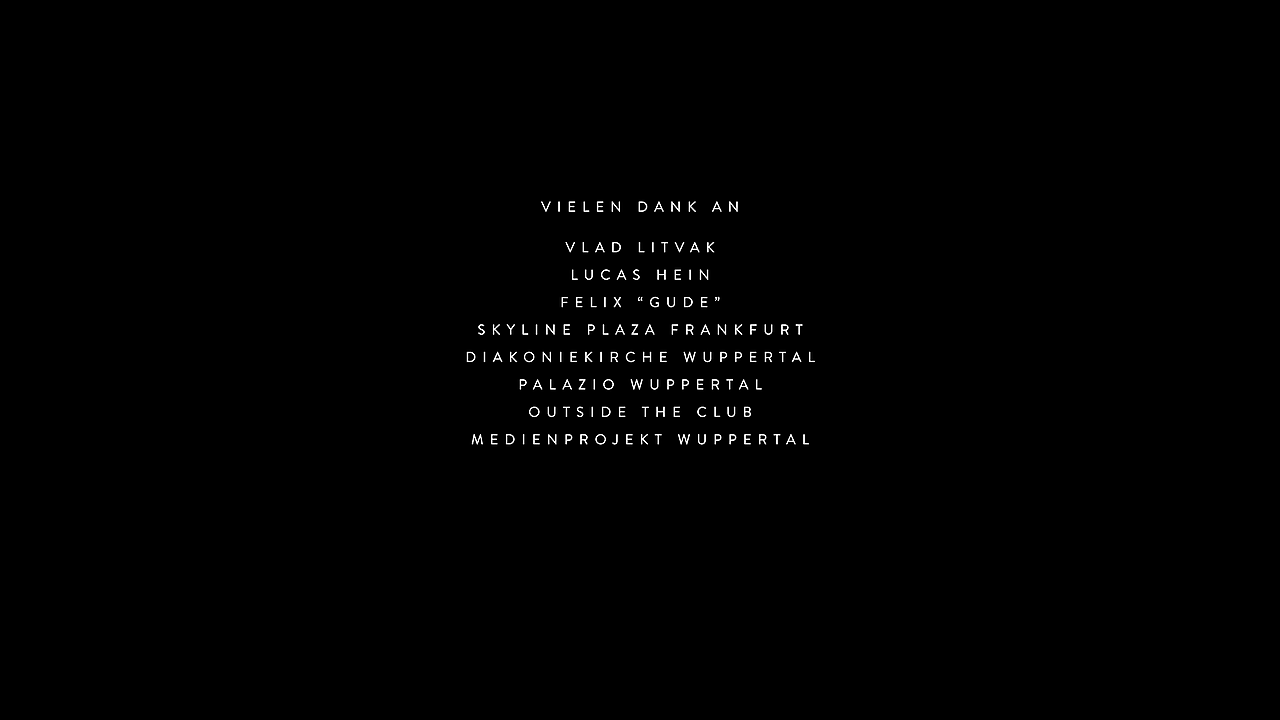 VIELEN DANK AN
VLAD LITVAK
LUCAS HEIN
FELIX “GUDE”
SKYLINE PLAZA FRANKFURT
DIAKONIEKIRCHE WUPPERTAL
PALAZIO WUPPERTAL
OUTSIDE THE CLUB
MEDIENPROJEKT WUPPERTAL